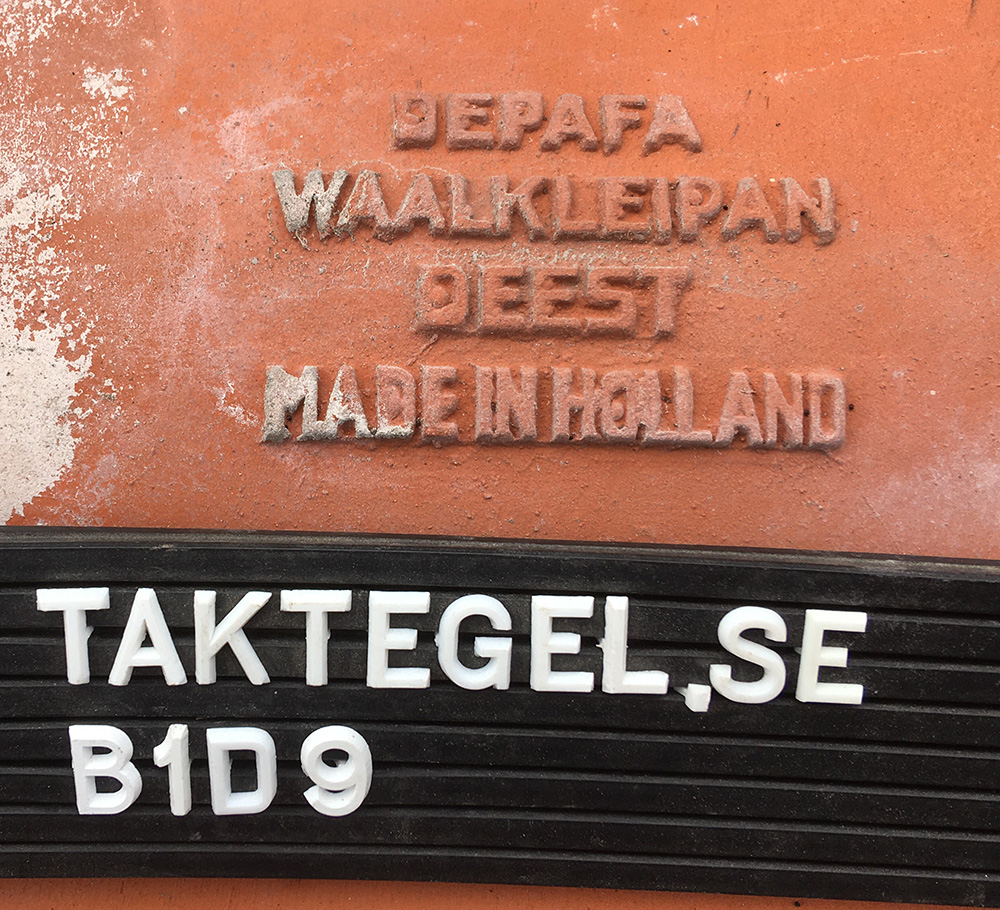 DEPAFA
WAALKLEIPAN
DEEST
MADE IN HOLLAND
TAKTEGEL.SE
B1D9